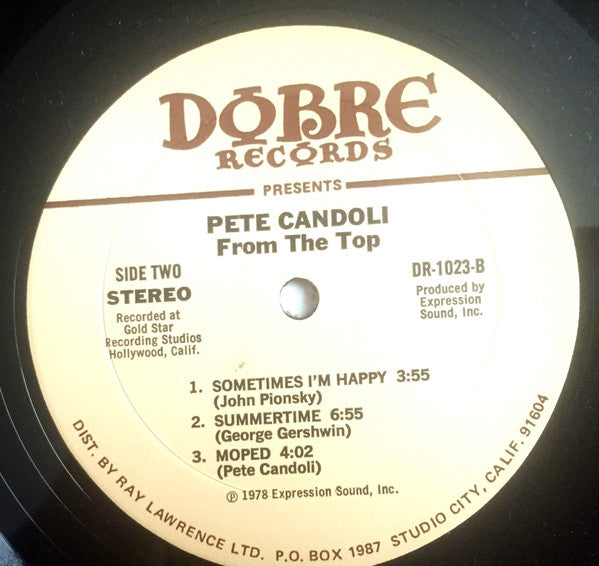 DOBRE
RECORDS
PRESENTS
PETE CANDOLI
From The Top
SIDE TWO
STEREO
Recorded at
Gold Star
Recording Studios
Hollywood, Calif.
DR-1023-B
Produced by
Expression
Sound, Inc.
1. SOMETIMES I'M HAPPY 3:55
(John Pionsky)
2. SUMMERTIME 6:55
(George Gershwin)
3. MOPED 4:02
(Pete Candoli)
℗ 1978 Expression Sound, Inc.
DIST. BY RAY LAWRENCE LTD. P.O. BOX 1987 STUDIO CITY, CALIF. 91604